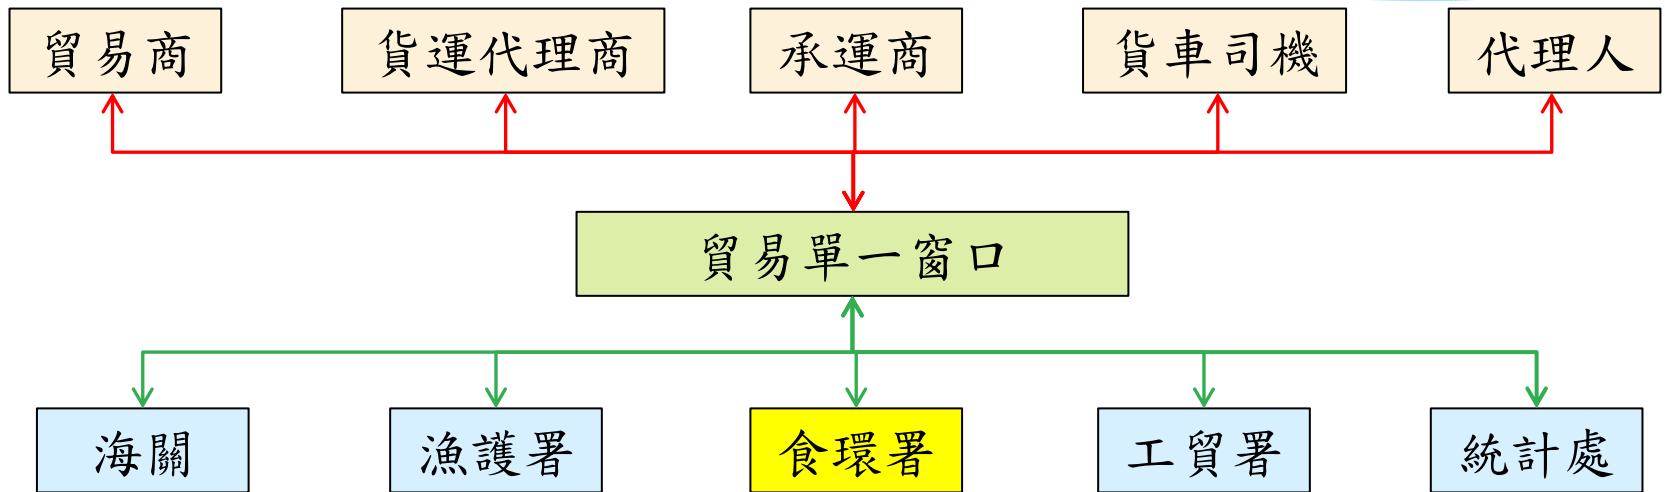 貿易商
貨運代理商
承運商
貨車司機
代理人
貿易單一窗口
海關
漁護署
食環署
工貿署
統計處